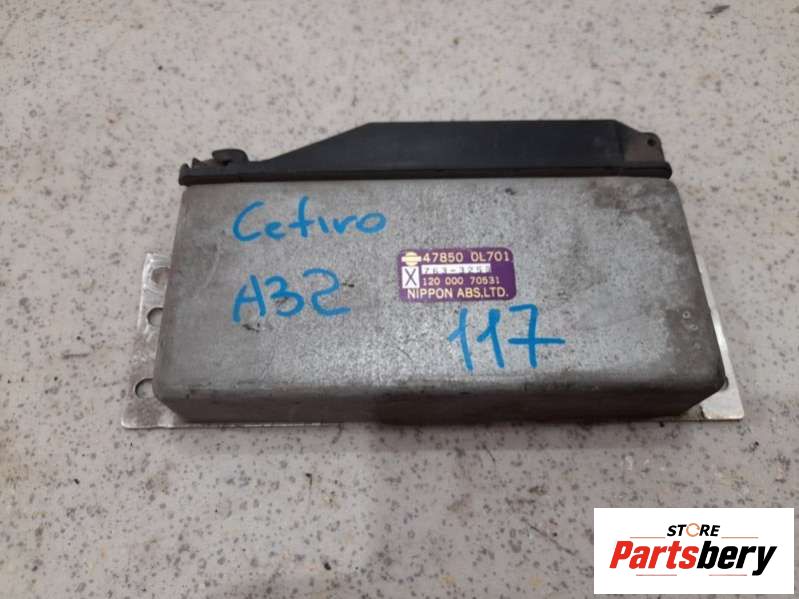 Cefiro
A32
47850 0L701
X
120 000 70531
NIPPON ABS.LTD.
117
STORE
Partsbery